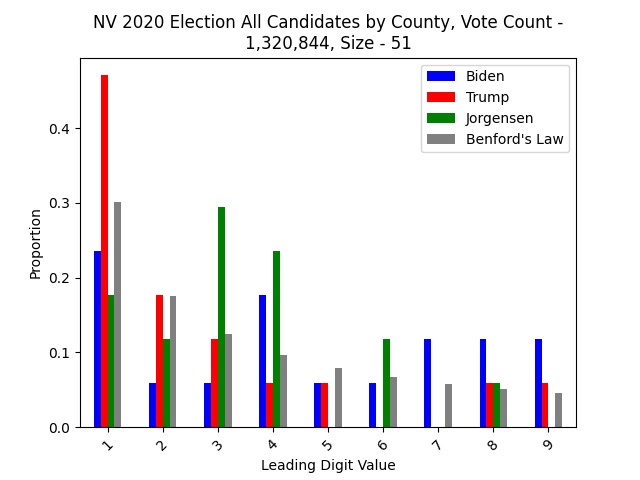 NV 2020 Election All Candidates by County, Vote Count -
1,320,844, Size - 51
Biden
Trump
Jorgensen
Benford's Law
Proportion
0.4
0.3
0.2
0.1
0.0
1 2 3 4 5 6 7 8 9
Leading Digit Value